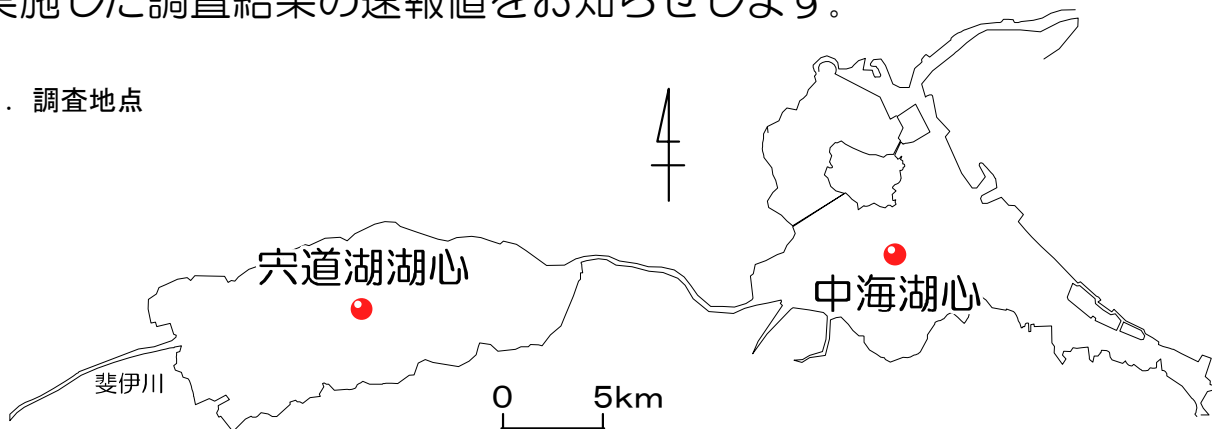 実施した調査結果の速報値をお知らせします.
. 調査地点
宍道湖湖心
中海湖心
斐伊川
0 5km